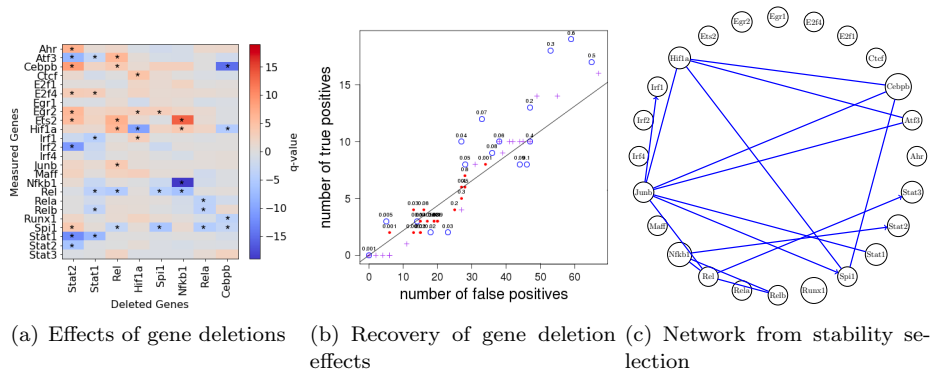 Ahr
Atf3
Cebpb
Ctcf
E2f1
E2f4
Egr1
Egr2
Ets2
Hif1a
Irf1
Irf2
Irf4
Junb
Maff
Nfkb1
Rel
Rela
Relb
Runx1
Spi1
Stat1
Stat2
Stat3
Measured Genes
Stat2 Stat1 Rel Hif1a Spi1 Nfkb1 Rela Cebpb
Deleted Genes
15
10
5
0
−5
−10
−15
q-value
number of true positives
15
10
5
0
0 10 20 30 40 50 60
number of false positives
0.6
0.3
0.5
0.2
0.07
0.04
0.4
0.08
0.05
0.001
0.1
0.2
0.005
0.001
0.03
0.001
Egr1
Egr2
E2f4
Ets2
E2f1
Hif1a
Ctcf
Irf1
Cebpb
Irf2
Atf3
Irf4
Ahr
Junb
Stat3
Maff
Stat2
Nfkb1
Stat1
Rel
Spi1
Rela
Relb
Runx1
(a) Effects of gene deletions
(b) Recovery of gene deletion
effects
(c) Network from stability se-
lection